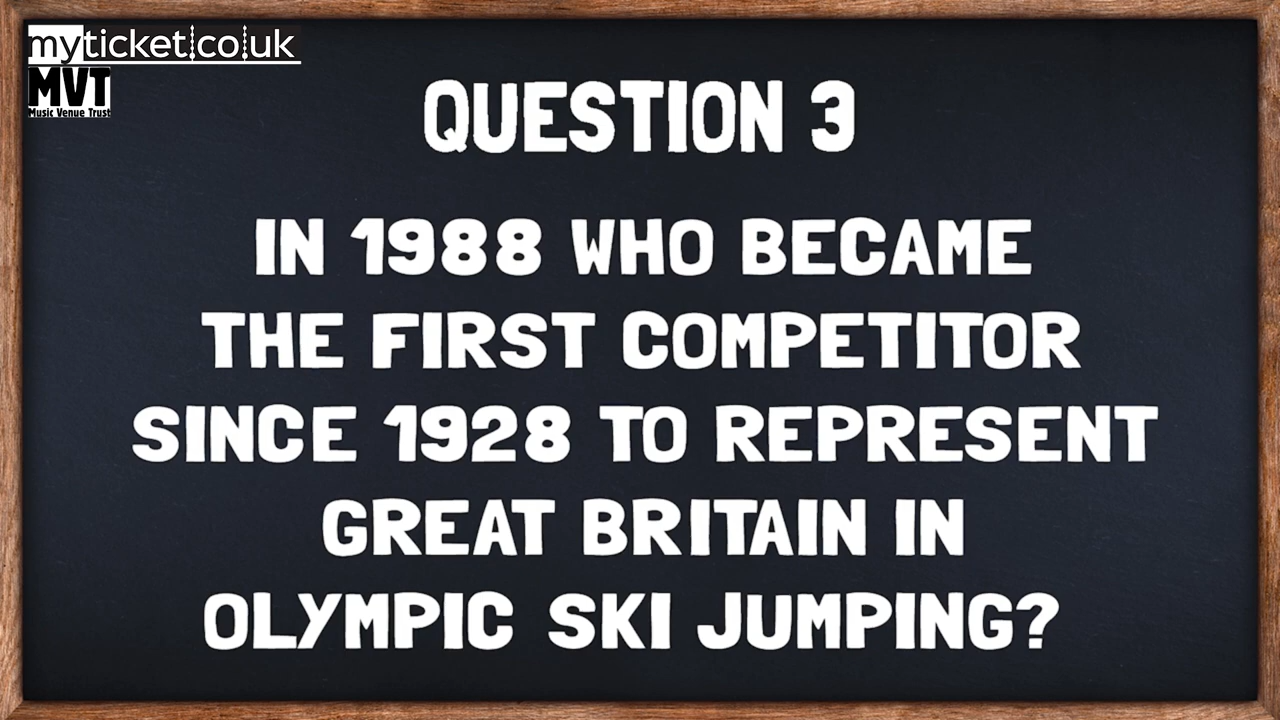 myticket.co.uk
MVT
Music Venue Trust
QUESTION 3
IN 1988 WHO BECAME
THE FIRST COMPETITOR
SINCE 1928 TO REPRESENT
GREAT BRITAIN IN
OLYMPIC SKI JUMPING?